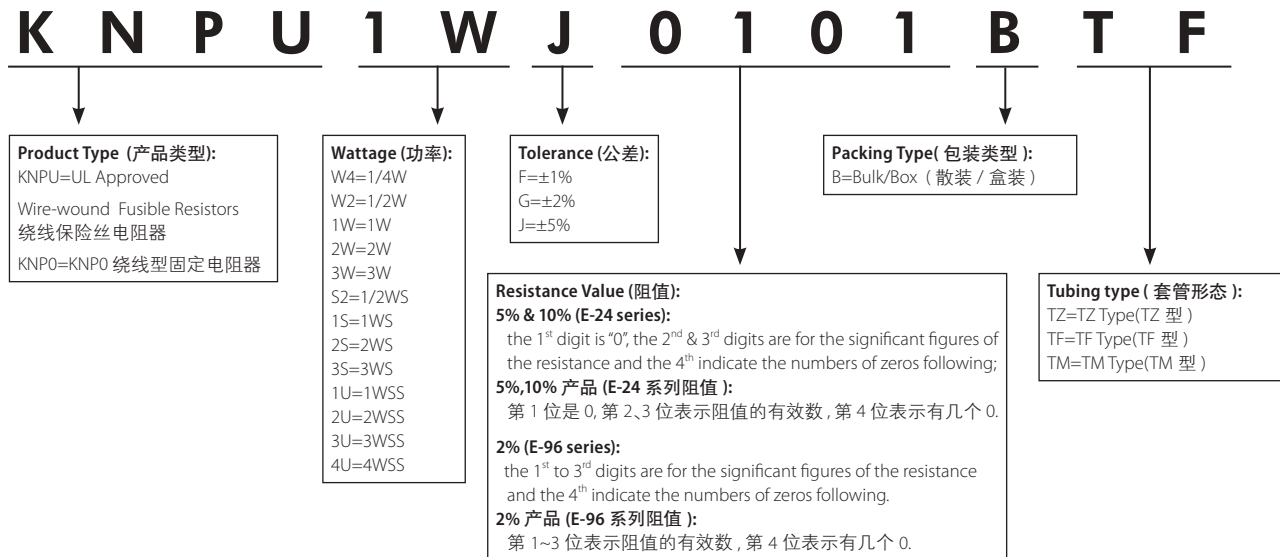 K N P U 1 W J 0 1 0 1 B T F
Product Type (产品类型):
KNPU=UL Approved
Wire-wound Fusible Resistors
绕线保险丝电阻器
KNP0=KNP0 绕线型固定电阻器
Wattage (功率):
W4=1/4W
W2=1/2W
1W=1W
2W=2W
3W=3W
S2=1/2WS
1S=1WS
2S=2WS
3S=3WS
1U=1WSS
2U=2WSS
3U=3WSS
4U=4WSS
Tolerance (公差):
F=±1%
G=±2%
J=±5%
Resistance Value (阻值):
5% & 10% (E-24 series):
the 1st digit is “0”, the 2nd & 3rd digits are for the significant figures of
the resistance and the 4th indicate the numbers of zeros following;
5%,10% 产品 (E-24 系列阻值 ):
第 1 位是 0, 第 2、3 位表示阻值的有效数 , 第 4 位表示有几个 0.
2% (E-96 series):
the 1st to 3rd digits are for the significant figures of the resistance
and the 4th indicate the numbers of zeros following.
2% 产品 (E-96 系列阻值 ):
第 1~3 位表示阻值的有效数 , 第 4 位表示有几个 0.
Packing Type( 包装类型 ):
B=Bulk/Box ( 散装 / 盒装 )
Tubing type ( 套管形态 ):
TZ=TZ Type(TZ 型 )
TF=TF Type(TF 型 )
TM=TM Type(TM 型 )